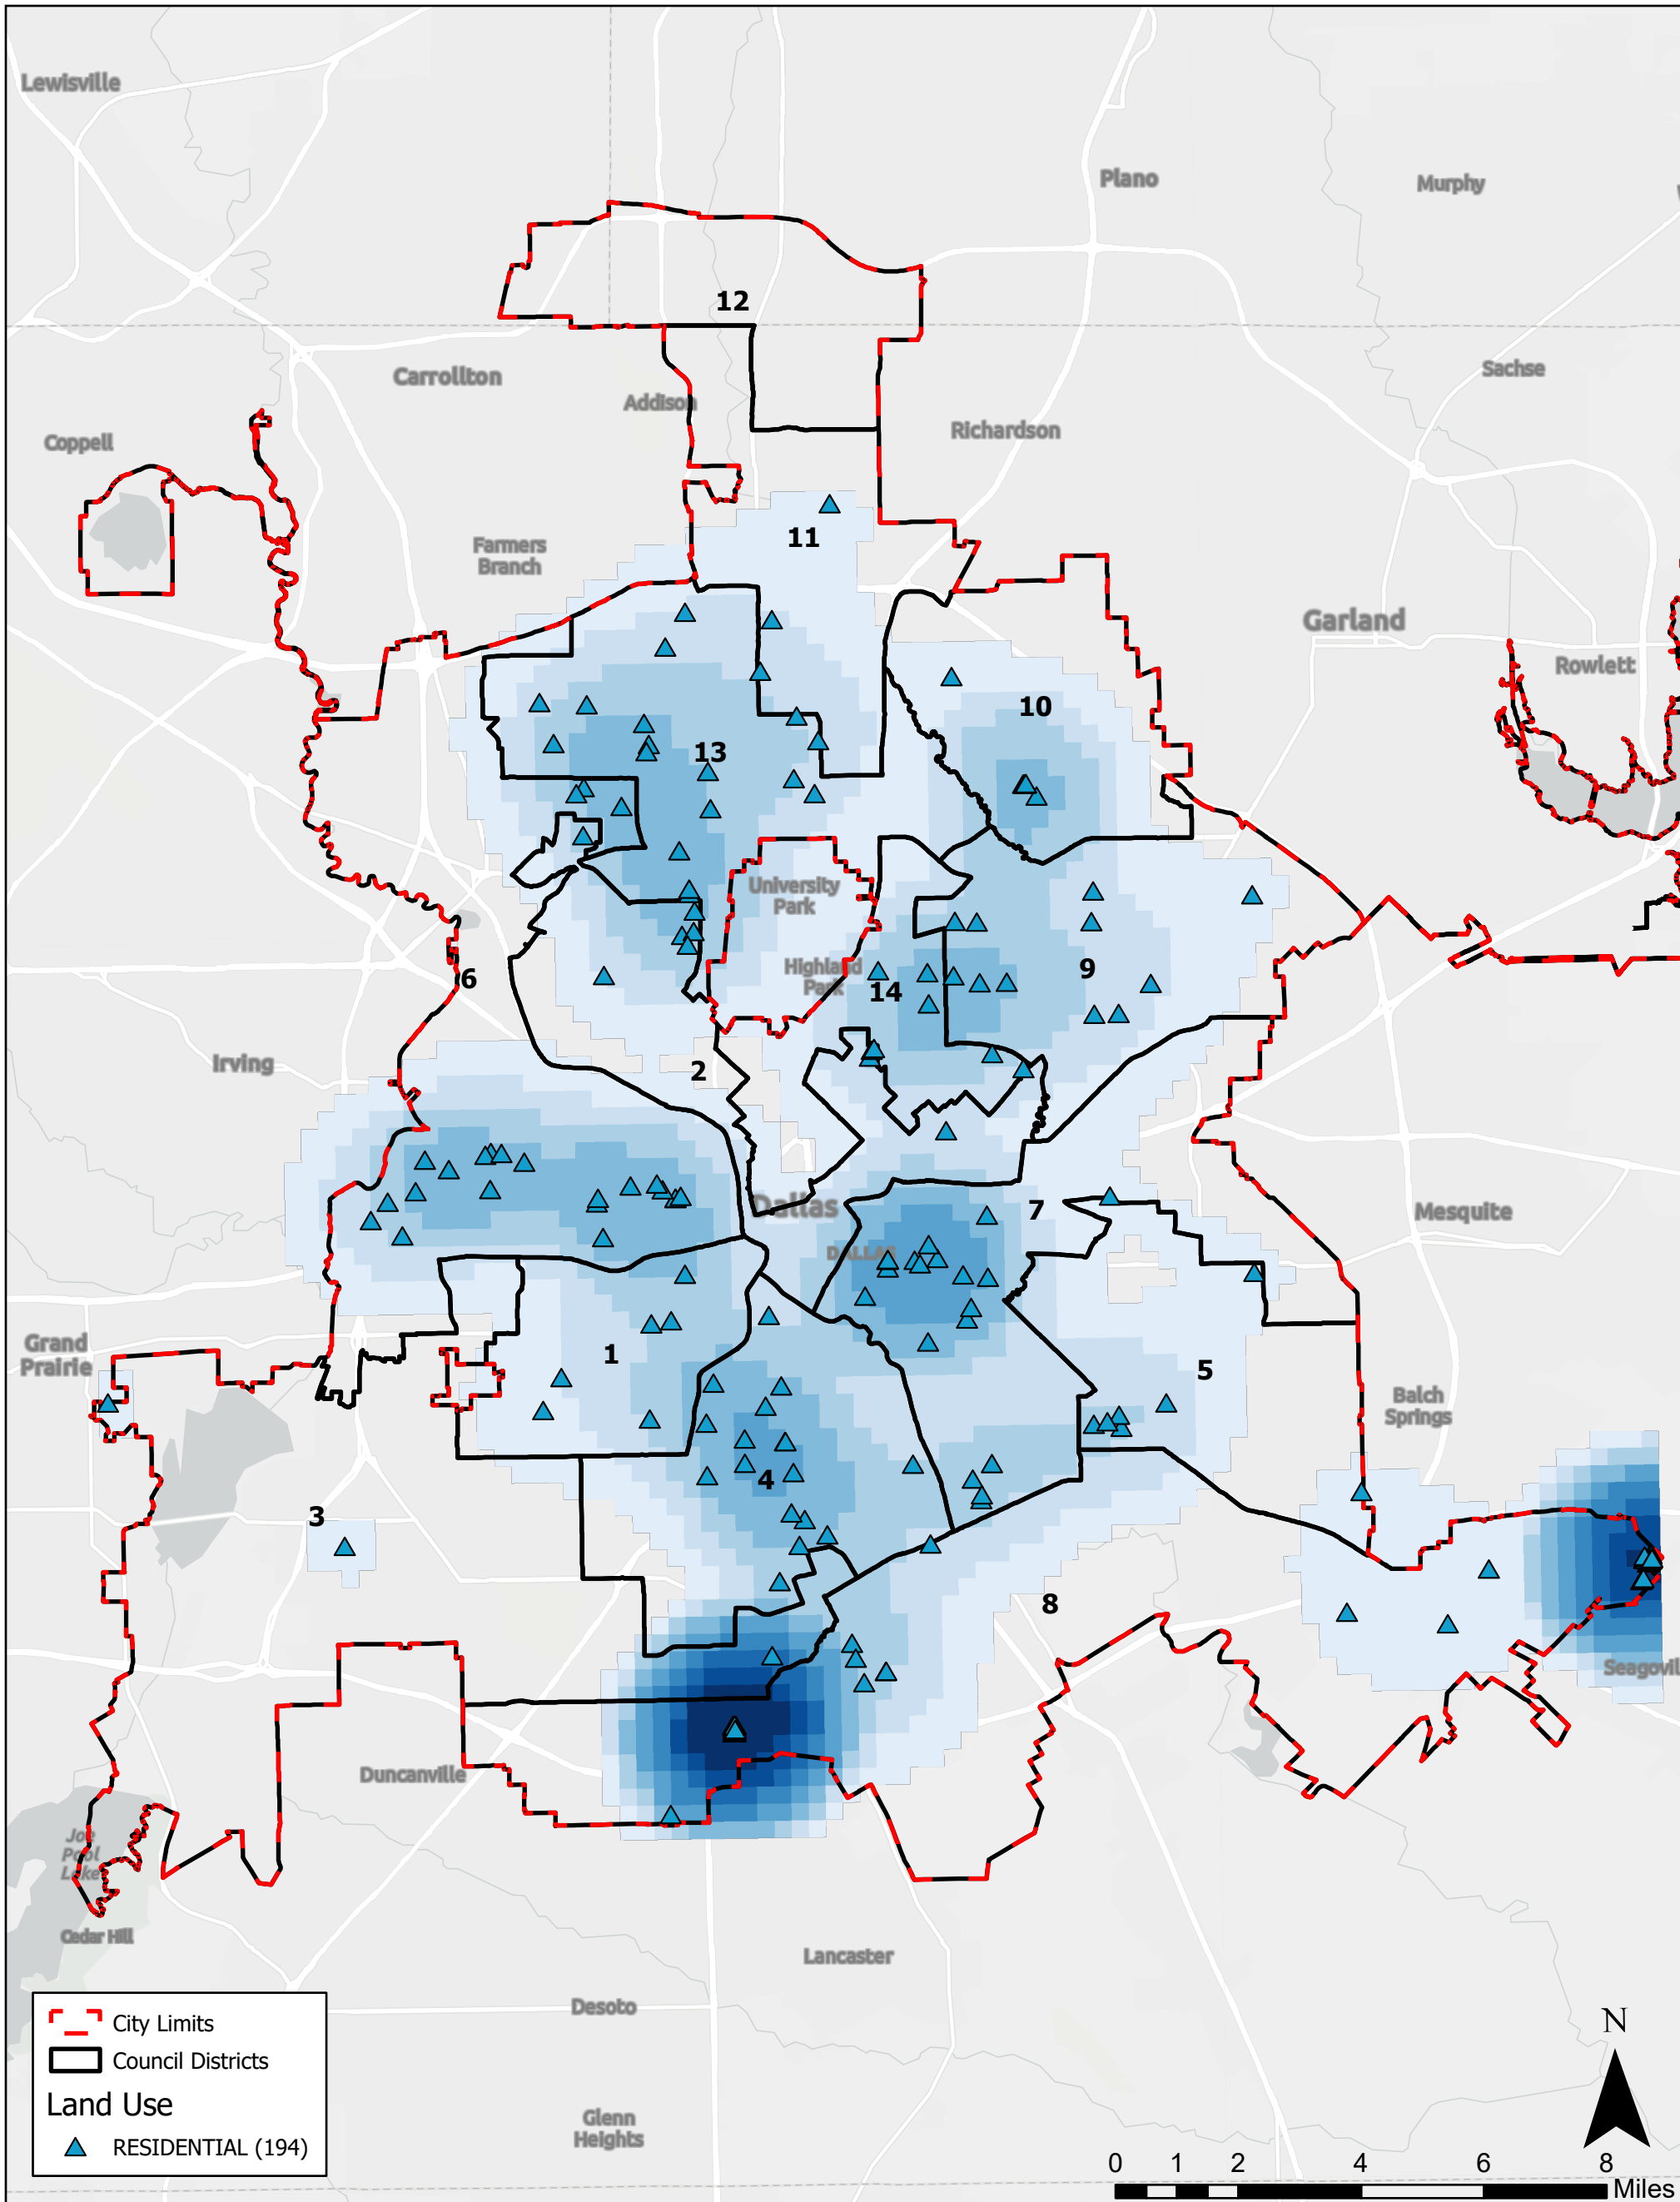 Lewisville
Plano
Murphy
12
Carrollton
Addison
Sachse
Coppell
Richardson
11
Farmers
Branch
Garland
Rowlett
10
13
University
Park
Highland
Park
14
9
6
Irving
2
Dallas
7
Mesquite
DALLAS
Grand
Prairie
1
5
Balch
Springs
4
3
8
Seagovil
Duncanville
Joe
Pool
Lake
Cedar Hill
Lancaster
Desoto
Glenn
Heights
City Limits
Council Districts
Land Use
RESIDENTIAL (194)
N
0 1 2 4 6 8
Miles